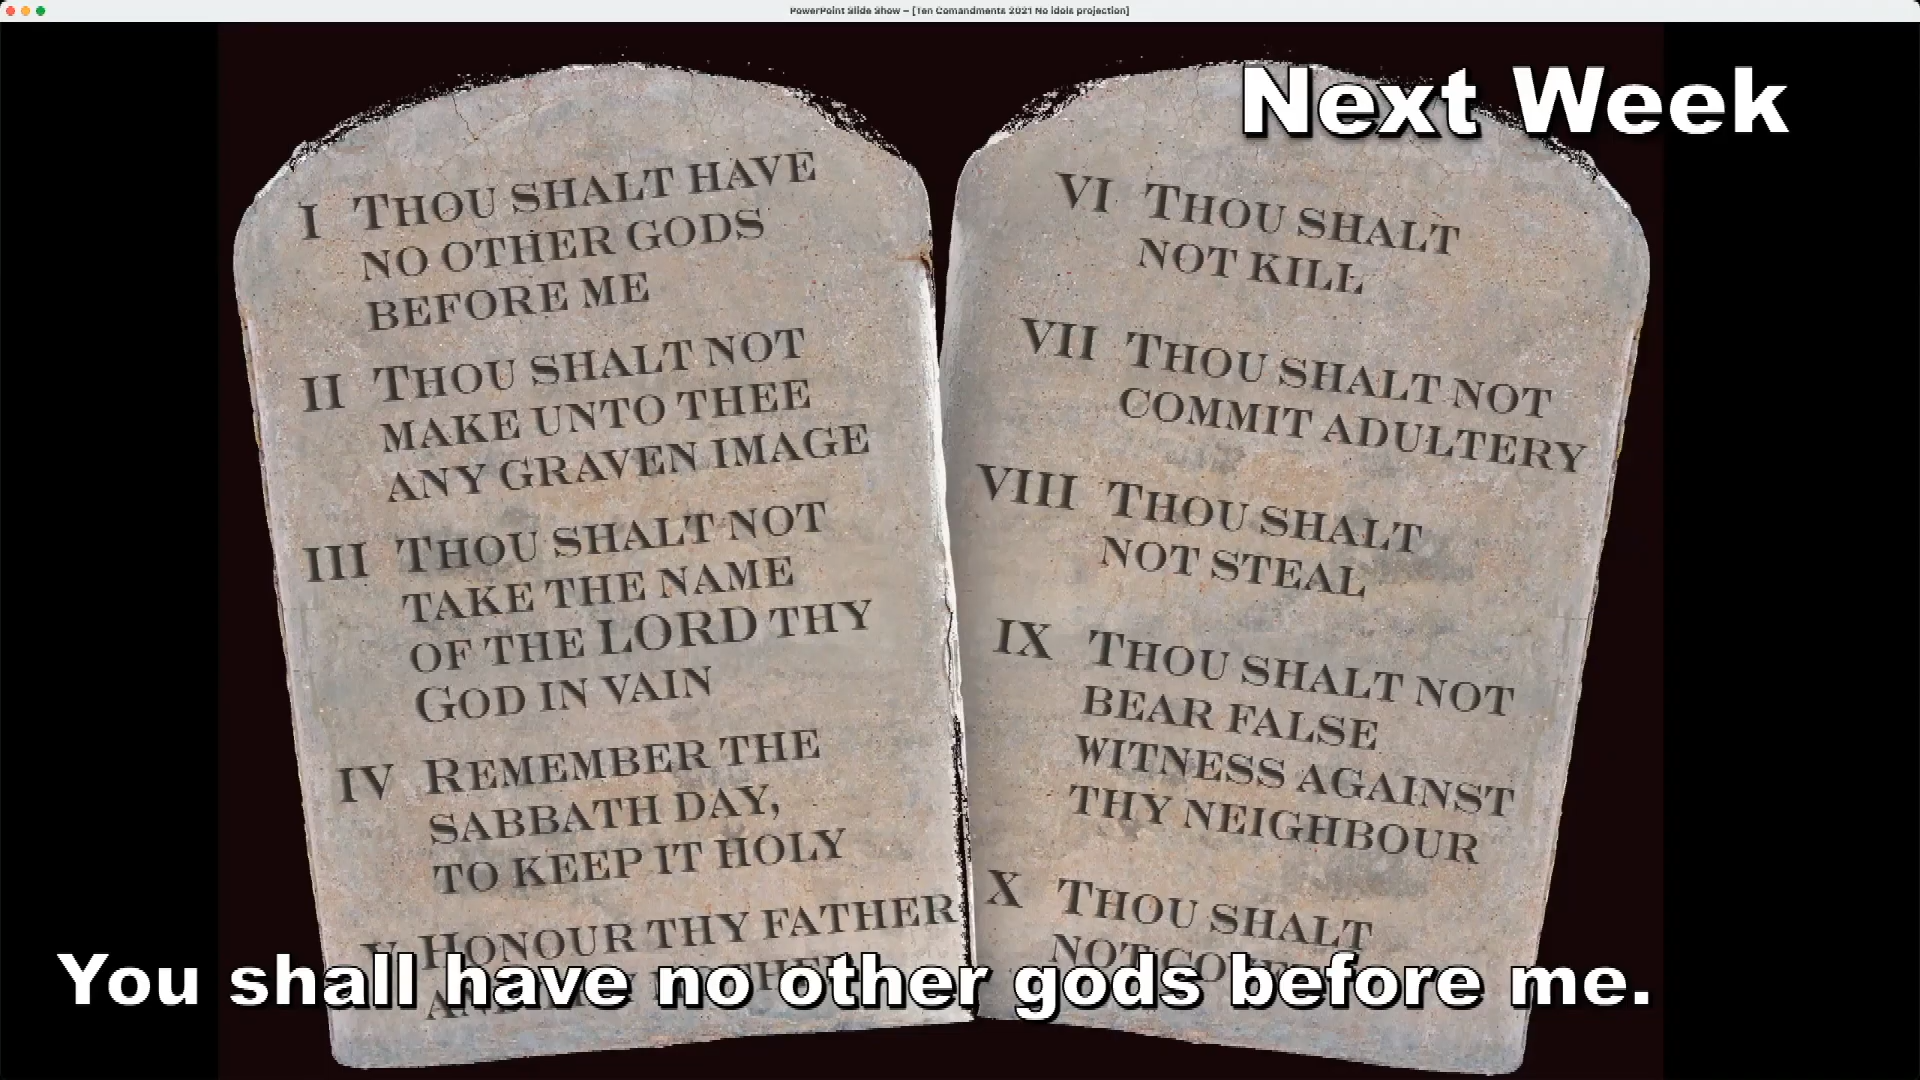 PowerPoint Slide Show – [Ten Comandments 2021 No idols projection]
Next Week
I THOU SHALT HAVE
NO OTHER GODS
BEFORE ME
II THOU SHALT NOT
MAKE UNTO THEE
ANY GRAVEN IMAGE
III THOU SHALT NOT
TAKE THE NAME
OF THE LORD THY
GOD IN VAIN
IV REMEMBER THE
SABBATH DAY,
TO KEEP IT HOLY
V HONOUR THY FATHER
VI THOU SHALT
NOT KILL
VII THOU SHALT NOT
COMMIT ADULTERY
VIII THOU SHALT
NOT STEAL
IX THOU SHALT NOT
BEAR FALSE
WITNESS AGAINST
THY NEIGHBOUR
X THOU SHALT
NOT
You shall have no other gods before me.